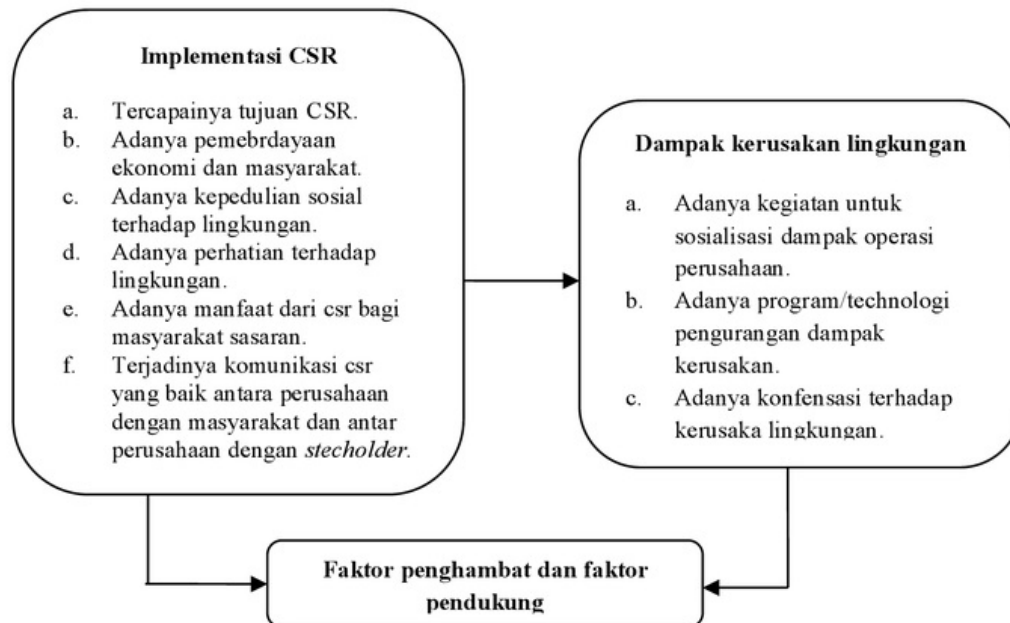 Implementasi CSR
a. Tercapainya tujuan CSR.
b. Adanya pemebrdayaan
ekonomi dan masyarakat.
c. Adanya kepedulian sosial
terhadap lingkungan.
d. Adanya perhatian terhadap
lingkungan.
e. Adanya manfaat dari csr bagi
masyarakat sasaran.
f. Terjadinya komunikasi csr
yang baik antara perusahaan
dengan masyarakat dan antar
perusahaan dengan stecholder.
Dampak kerusakan lingkungan
a. Adanya kegiatan untuk
sosialisasi dampak operasi
perusahaan.
b. Adanya program/technologi
pengurangan dampak
kerusakan.
c. Adanya konfensasi terhadap
kerusaka lingkungan.
Faktor penghambat dan faktor
pendukung